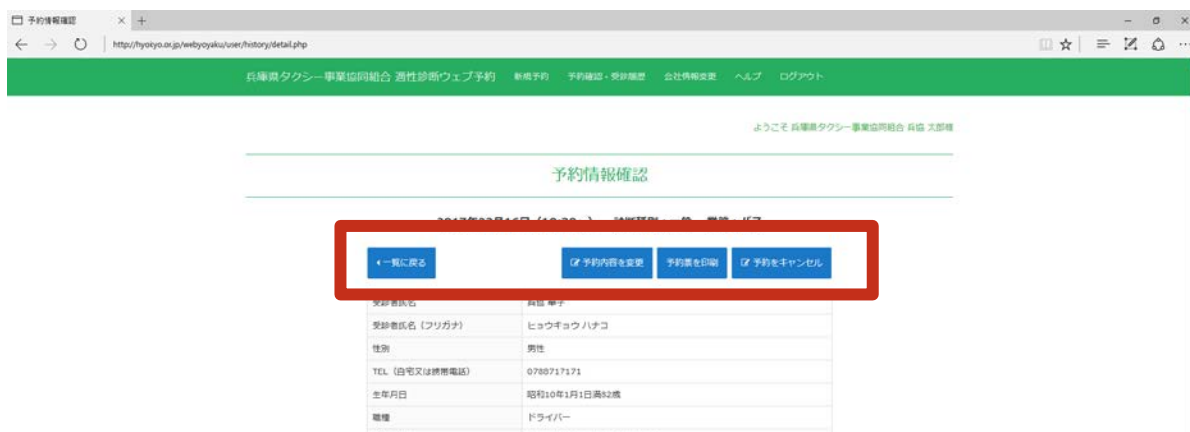 予約情報確認
http://hyokyo.or.jp/webyoyaku/user/history/detail.php
兵庫県タクシー事業協同組合 適性診断ウェブ予約 新規予約 予約確認・受診履歴 会社情報変更 ヘルプ ログアウト
ようこそ 兵庫県タクシー事業協同組合 兵協 太郎様
予約情報確認
一覧に戻る 予約内容を変更 予約票を印刷 予約をキャンセル
受診者氏名 兵協 華子
受診者氏名（フリガナ） ヒョウキョウ ハナコ
性別 男性
TEL（自宅又は携帯電話） 0788717171
生年月日 昭和10年1月1日満82歳
職種 ドライバー